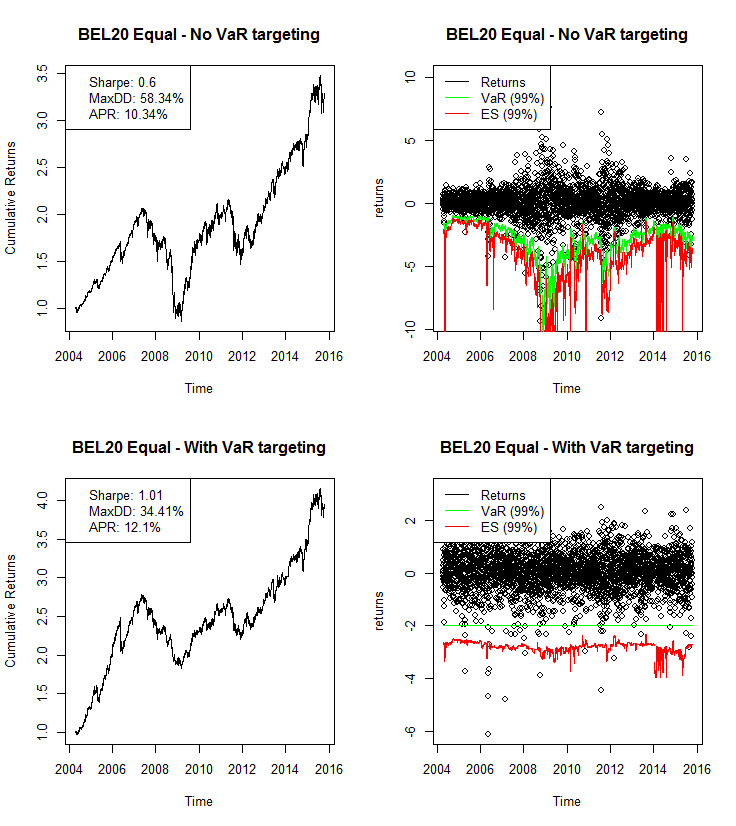 BEL20 Equal - No VaR targeting
Cumulative Returns
1.0 1.5 2.0 2.5 3.0 3.5
Sharpe: 0.6
MaxDD: 58.34%
APR: 10.34%
2004 2006 2008 2010 2012 2014 2016
Time
BEL20 Equal - No VaR targeting
returns
-10 -5 0 5 10
Returns
VaR (99%)
ES (99%)
2004 2006 2008 2010 2012 2014 2016
Time
BEL20 Equal - With VaR targeting
Cumulative Returns
1.0 1.5 2.0 2.5 3.0 3.5 4.0
Sharpe: 1.01
MaxDD: 34.41%
APR: 12.1%
2004 2006 2008 2010 2012 2014 2016
Time
BEL20 Equal - With VaR targeting
returns
-6 -4 -2 0 2
Returns
VaR (99%)
ES (99%)
2004 2006 2008 2010 2012 2014 2016
Time